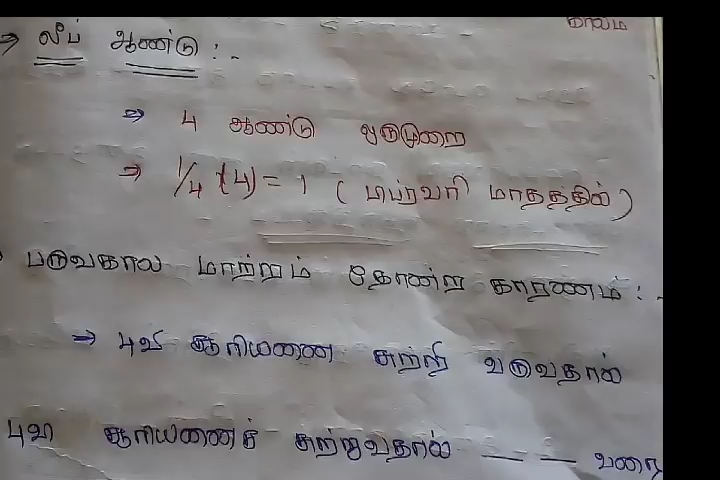 காலம்
⇒ லீப் ஆண்டு :-
⇒ 4 ஆண்டு ஒருமுறை
⇒ 1/4 (4) = 1 ( பிப்ரவரி மாதத்தில் )
பருவகால மாற்றம் தோன்ற காரணம் :-
⇒ புவி சூரியனை சுற்றி வருவதால்
புவி சூரியனைச் சுற்றுவதால் — — வரை